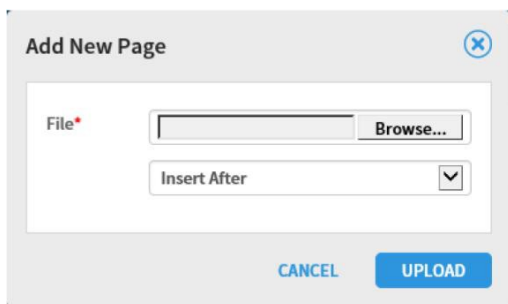 Add New Page
File*
Browse...
Insert After
CANCEL
UPLOAD